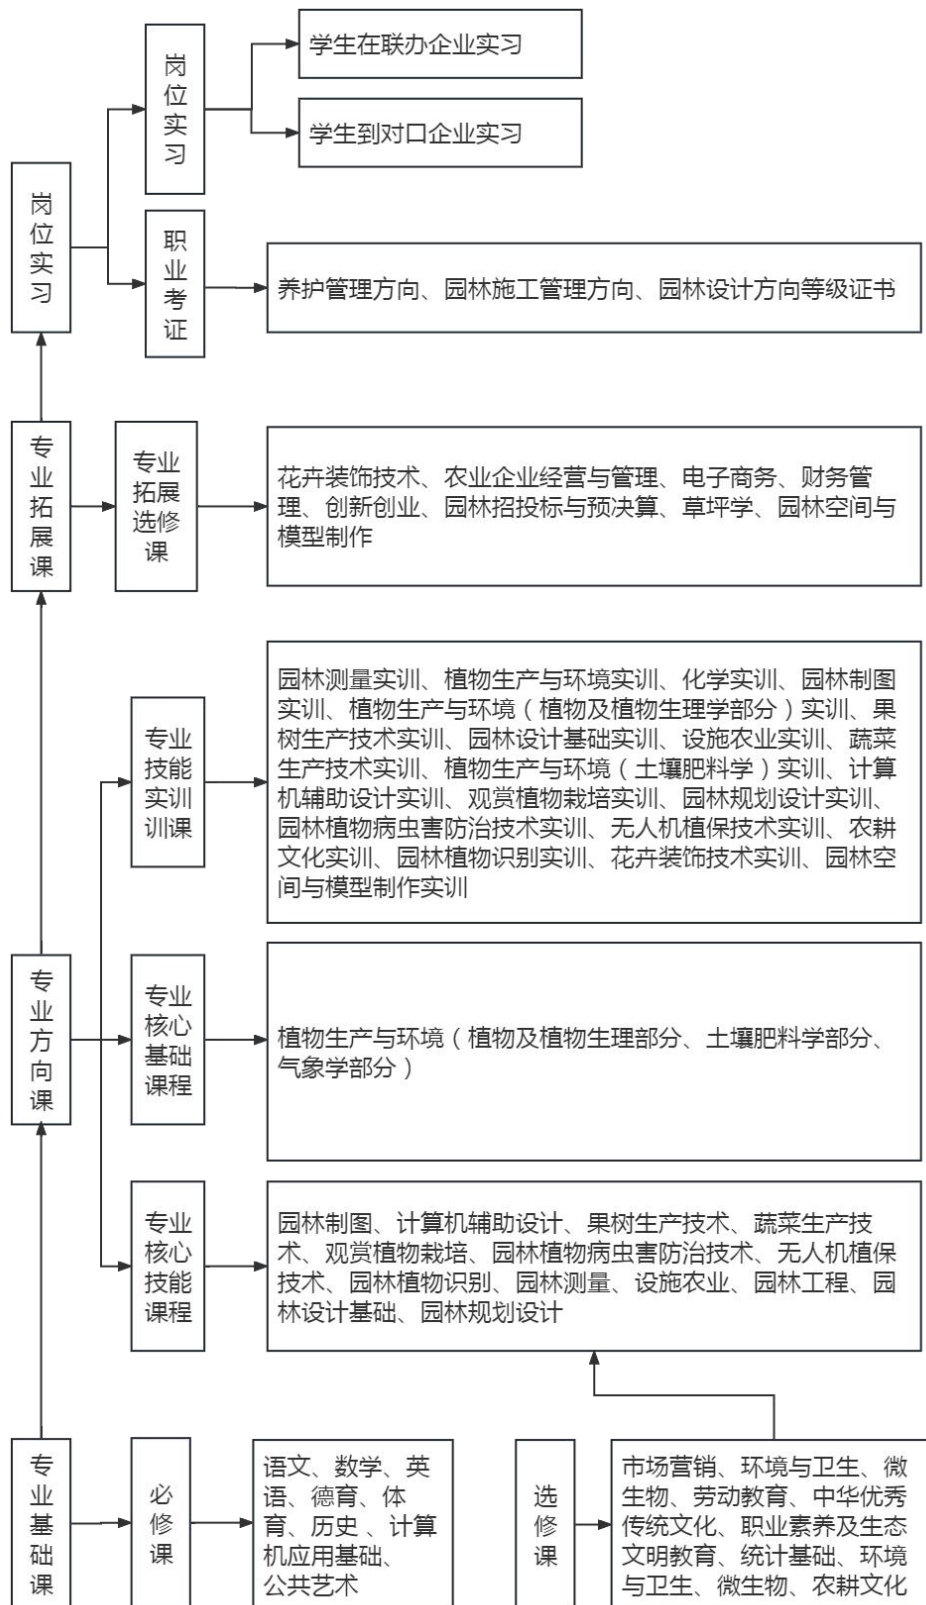 学生在联办企业实习
岗
位
实
习
学生到对口企业实习
岗
位
实
习
职
业
考
证
养护管理方向、园林施工管理方向、园林设计方向等级证书
专
业
拓
展
课
专业
拓展
选修
课
花卉装饰技术、农业企业经营与管理、电子商务、财务管
理、创新创业、园林招投标与预决算、草坪学、园林空间与
模型制作
专业
技能
实训
训课
园林测量实训、植物生产与环境实训、化学实训、园林制图
实训、植物生产与环境（植物及植物生理学部分）实训、果
树生产技术实训、园林设计基础实训、设施农业实训、蔬菜
生产技术实训、植物生产与环境（土壤肥料学）实训、计算
机辅助设计实训、观赏植物栽培实训、园林规划设计实训、
园林植物病虫害防治技术实训、无人机植保技术实训、农耕
文化实训、园林植物识别实训、花卉装饰技术实训、园林空
间与模型制作实训
专
业
方
向
课
专业
核心
基础
课程
植物生产与环境（植物及植物生理部分、土壤肥料学部分、
气象学部分）
专业
核心
技能
课程
园林制图、计算机辅助设计、果树生产技术、蔬菜生产技
术、观赏植物栽培、园林植物病虫害防治技术、无人机植保
技术、园林植物识别、园林测量、设施农业、园林工程、园
林设计基础、园林规划设计
专
业
基
础
课
必
修
课
语文、数学、英
语、德育、体
育、历史 、计算
机应用基础、
公共艺术
选
修
课
市场营销、环境与卫生、微
生物、劳动教育、中华优秀
传统文化、职业素养及生态
文明教育、统计基础、环境
与卫生、微生物、农耕文化